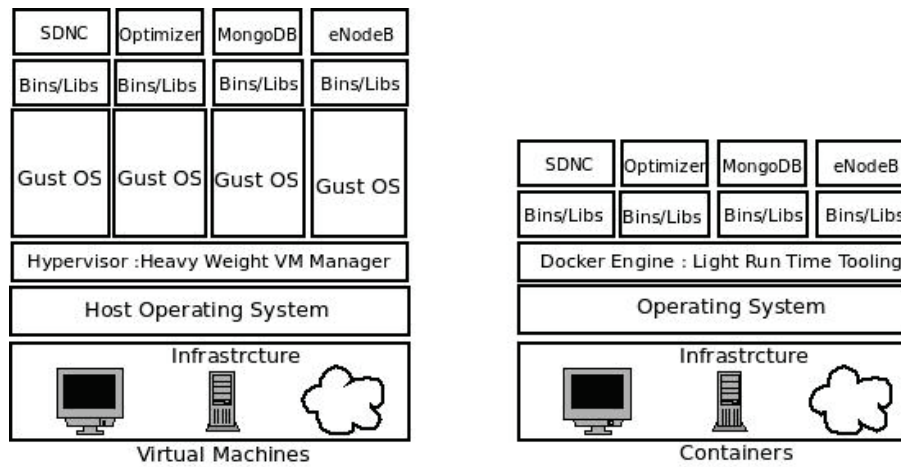 SDNC Optimizer MongoDB eNodeB
Bins/Libs Bins/Libs Bins/Libs Bins/Libs
Gust OS Gust OS Gust OS Gust OS
Hypervisor :Heavy Weight VM Manager
Host Operating System
Infrastrcture
Virtual Machines
SDNC Optimizer MongoDB eNodeB
Bins/Libs Bins/Libs Bins/Libs Bins/Libs
Docker Engine : Light Run Time Tooling
Operating System
Infrastrcture
Containers